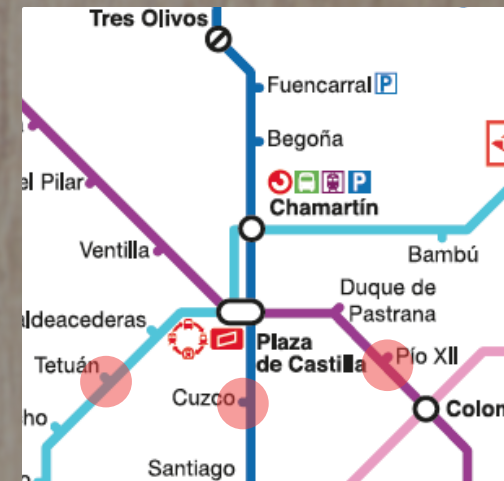 Tres Olivos
Fuencarral P
Begoña
P
Chamartín
el Pilar
Ventilla
Bambú
Duque de
Pastrana
aldeacederas
Plaza
de Castilla
Tetuán
Pío XII
Cuzco
Colon
ho
Santiago